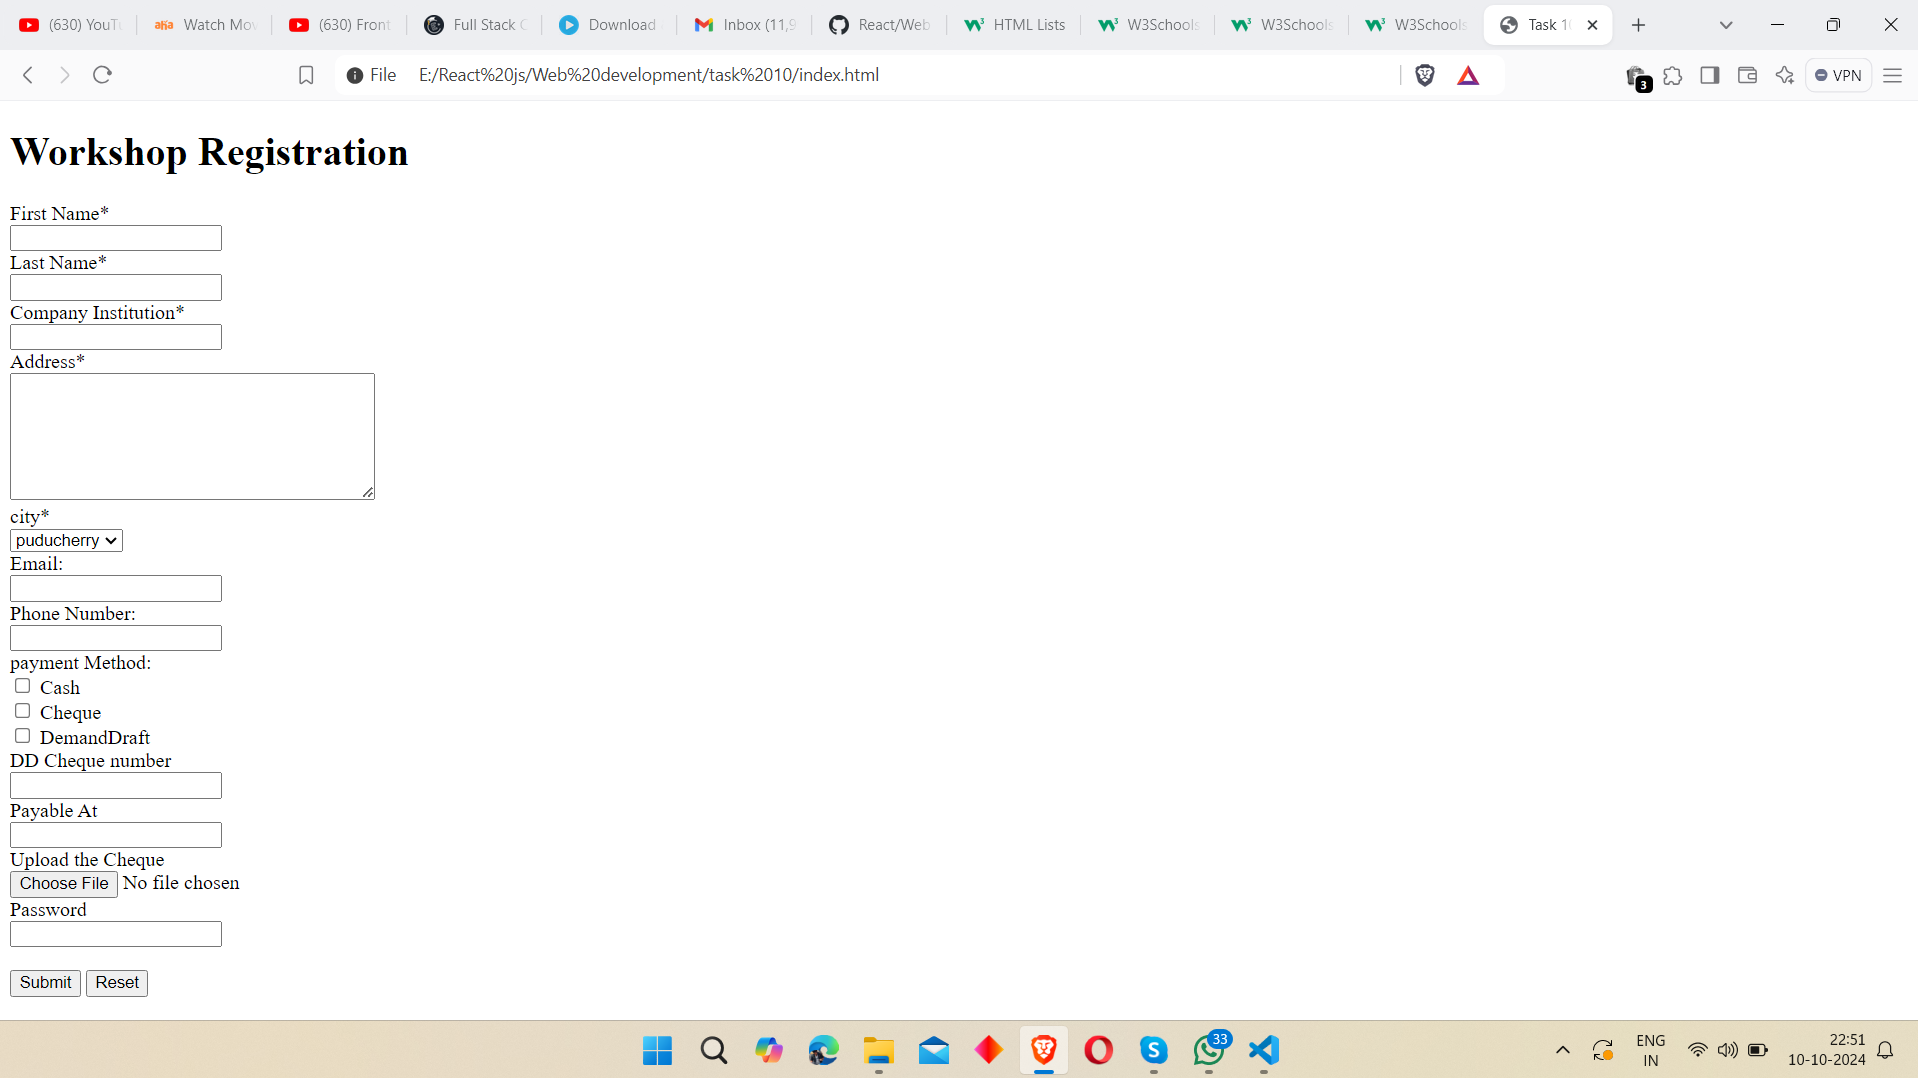 (630) YouTu
Watch Mov
(630) Front
Full Stack C
Download
Inbox (11,9
React/Web
HTML Lists
W3Schools
W3Schools
W3Schools
Task 10
File
E:/React%20js/Web%20development/task%2010/index.html
3
VPN
Workshop Registration
First Name*
Last Name*
Company Institution*
Address*
city*
puducherry
Email:
Phone Number:
payment Method:
Cash
Cheque
DemandDraft
DD Cheque number
Payable At
Upload the Cheque
Choose File No file chosen
Password
Submit Reset
33
ENG
IN
22:51
10-10-2024